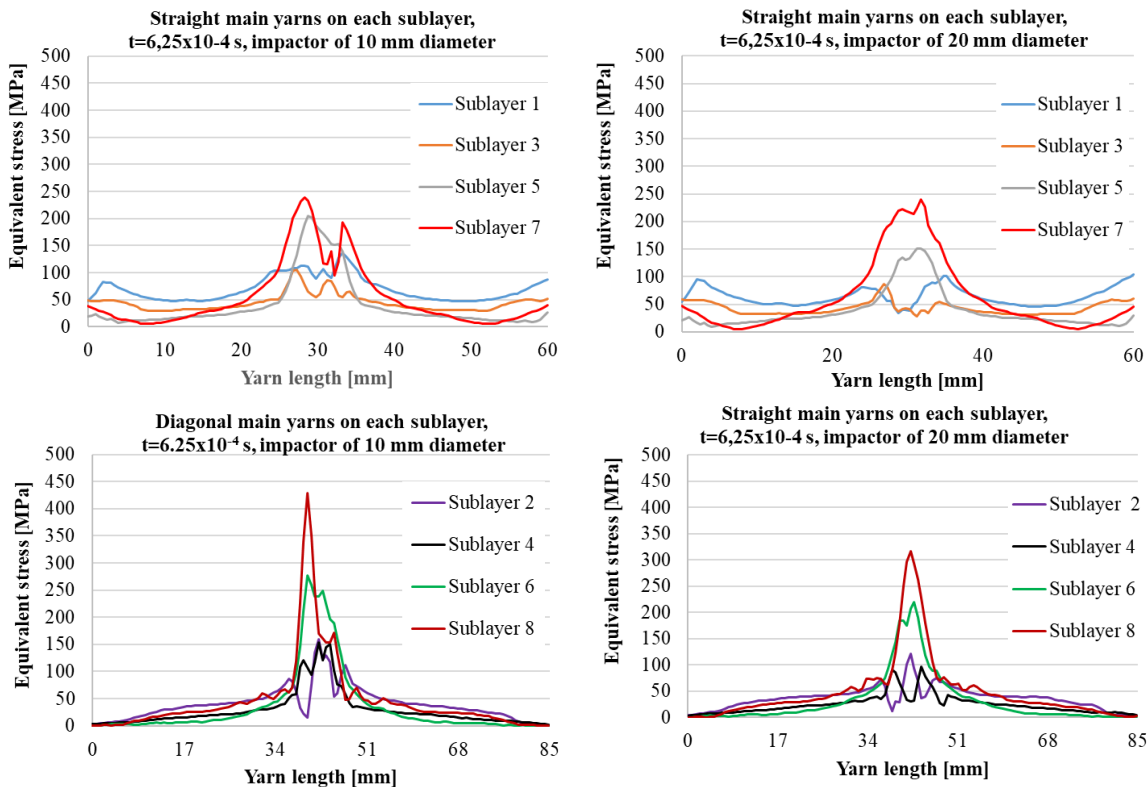 Straight main yarns on each sublayer,
t=6,25x10-4 s, impactor of 10 mm diameter
Equivalent stress [MPa]
500
450
400
350
300
250
200
150
100
50
0
Sublayer 1
Sublayer 3
Sublayer 5
Sublayer 7
0 10 20 30 40 50 60
Yarn length [mm]
Straight main yarns on each sublayer,
t=6,25x10-4 s, impactor of 20 mm diameter
Equivalent stress [MPa]
500
450
400
350
300
250
200
150
100
50
0
Sublayer 1
Sublayer 3
Sublayer 5
Sublayer 7
0 20 40 60
Yarn length [mm]
Diagonal main yarns on each sublayer,
t=6.25x10⁻⁴ s, impactor of 10 mm diameter
Equivalent stress [MPa]
500
450
400
350
300
250
200
150
100
50
0
Sublayer 2
Sublayer 4
Sublayer 6
Sublayer 8
0 17 34 51 68 85
Yarn length [mm]
Straight main yarns on each sublayer,
t=6,25x10-4 s, impactor of 20 mm diameter
Equivalent stress [MPa]
500
450
400
350
300
250
200
150
100
50
0
Sublayer 2
Sublayer 4
Sublayer 6
Sublayer 8
0 17 34 51 68 85
Yarn length [mm]